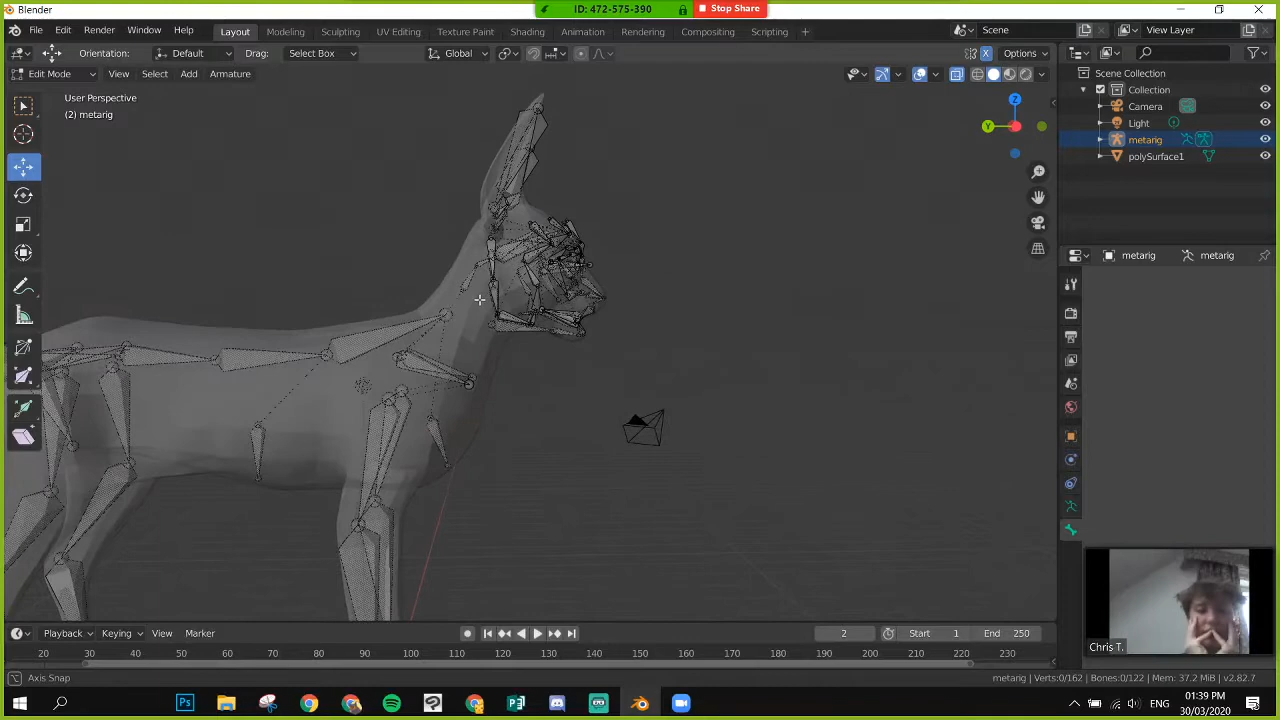 Blender
ID: 472-575-390
Stop Share
File Edit Render Window Help
Layout Modeling Sculpting UV Editing Texture Paint Shading Animation Rendering Compositing Scripting +
Scene
View Layer
Orientation: Default Drag: Select Box Global X Options
Edit Mode View Select Add Armature
User Perspective
(2) metarig
Z
Y
Scene Collection
Collection
Camera
Light
metarig
polySurface1
metarig metarig
Chris T.
Playback Keying View Marker 2 Start 1 End 250
20 30 40 50 60 70 80 90 100 110 120 130 140 150 160 170 180 190 200 210 220 230
Axis Snap
metarig | Verts:0/162 | Bones:0/122 | Mem: 37.2 MiB | v2.82.7
Ps
ENG
01:39 PM
30/03/2020